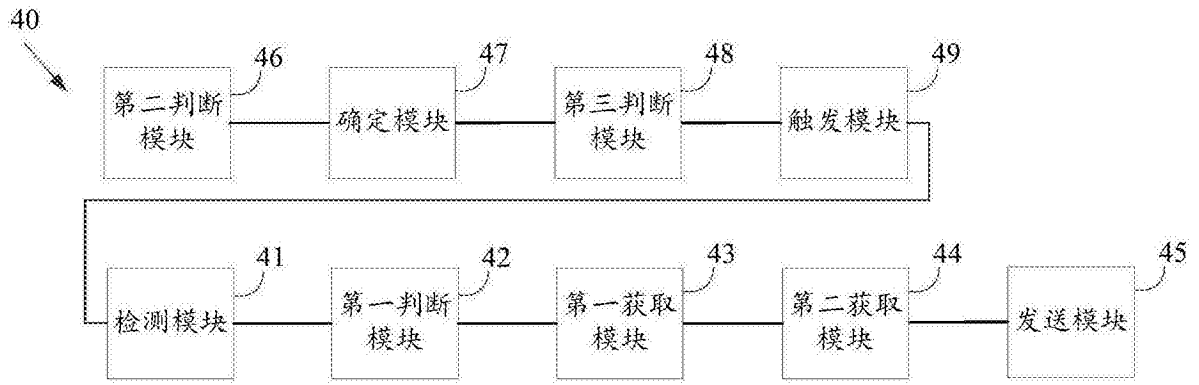 40
46
47
48
49
第二判断
模块
确定模块
第三判断
模块
触发模块
41
42
43
44
45
检测模块
第一判断
模块
第一获取
模块
第二获取
模块
发送模块